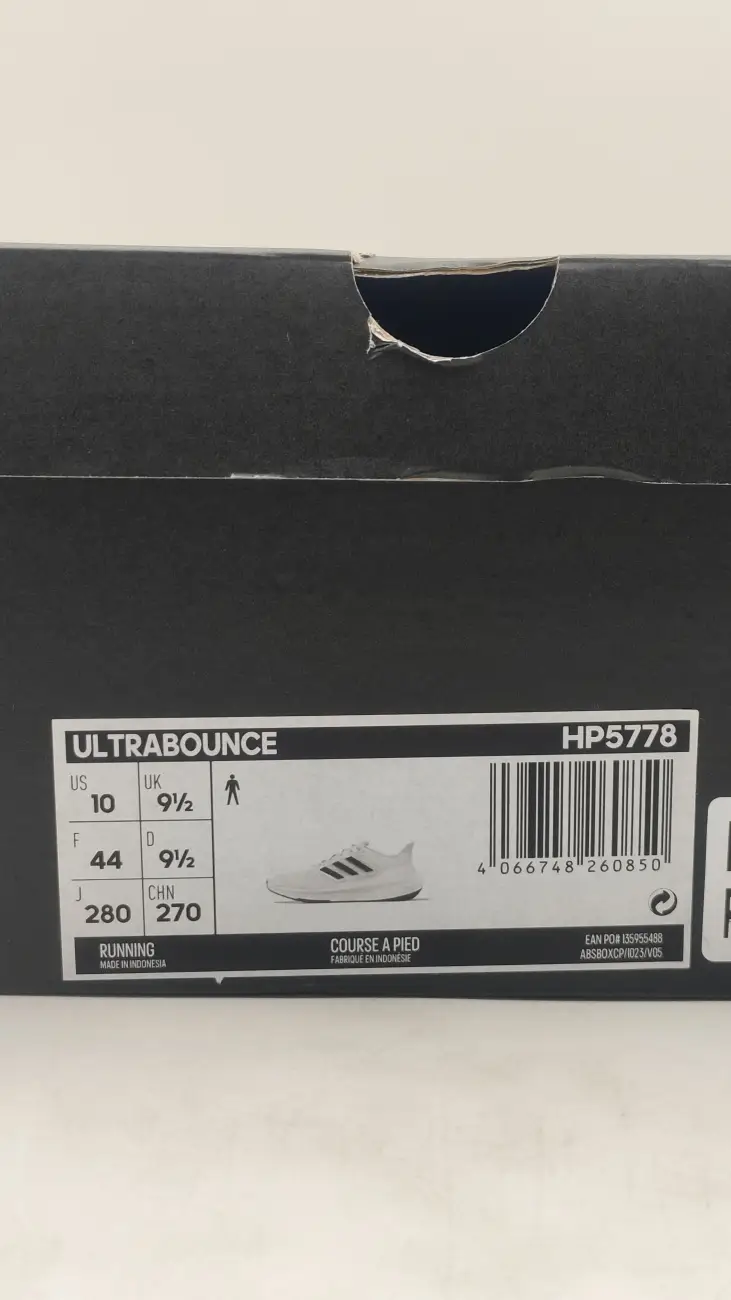 ULTRABOUNCE HP5778
US 10 UK 9½
F 44 D 9½
J 280 CHN 270
4 066748 260850
RUNNING
MADE IN INDONESIA
COURSE A PIED
FABRIQUÉ EN INDONÉSIE
EAN PO# 135955488
ABSBOXCP/1023/V05